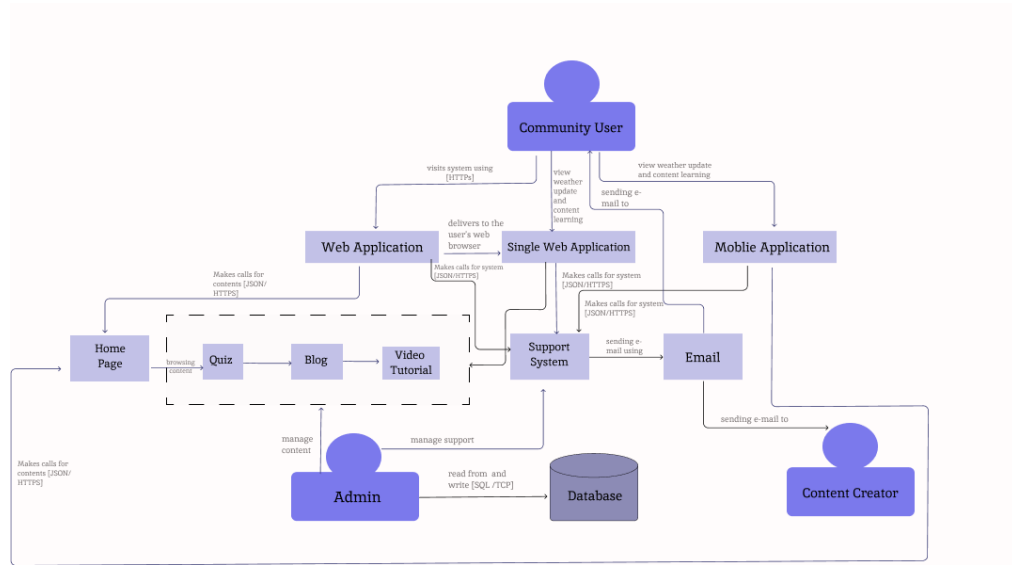 Community User
visits system using
[HTTPs]
view
weather
update
and
content
learning
sending e-
mail to
view weather update
and content learning
Web Application
delivers to the
user's web
browser
Single Web Application
Moblie Application
Makes calls for
contents [JSON/
HTTPS]
Makes calls for system
[JSON/HTTPS]
Makes calls for system
[JSON/HTTPS]
Makes calls for system
[JSON/HTTPS]
Home
Page
browsing
content
Quiz
Blog
Video
Tutorial
Support
System
sending e-
mail using
Email
manage
content
manage support
sending e-mail to
Makes calls for
contents [JSON/
HTTPS]
Admin
read from and
write [SQL /TCP]
Database
Content Creator